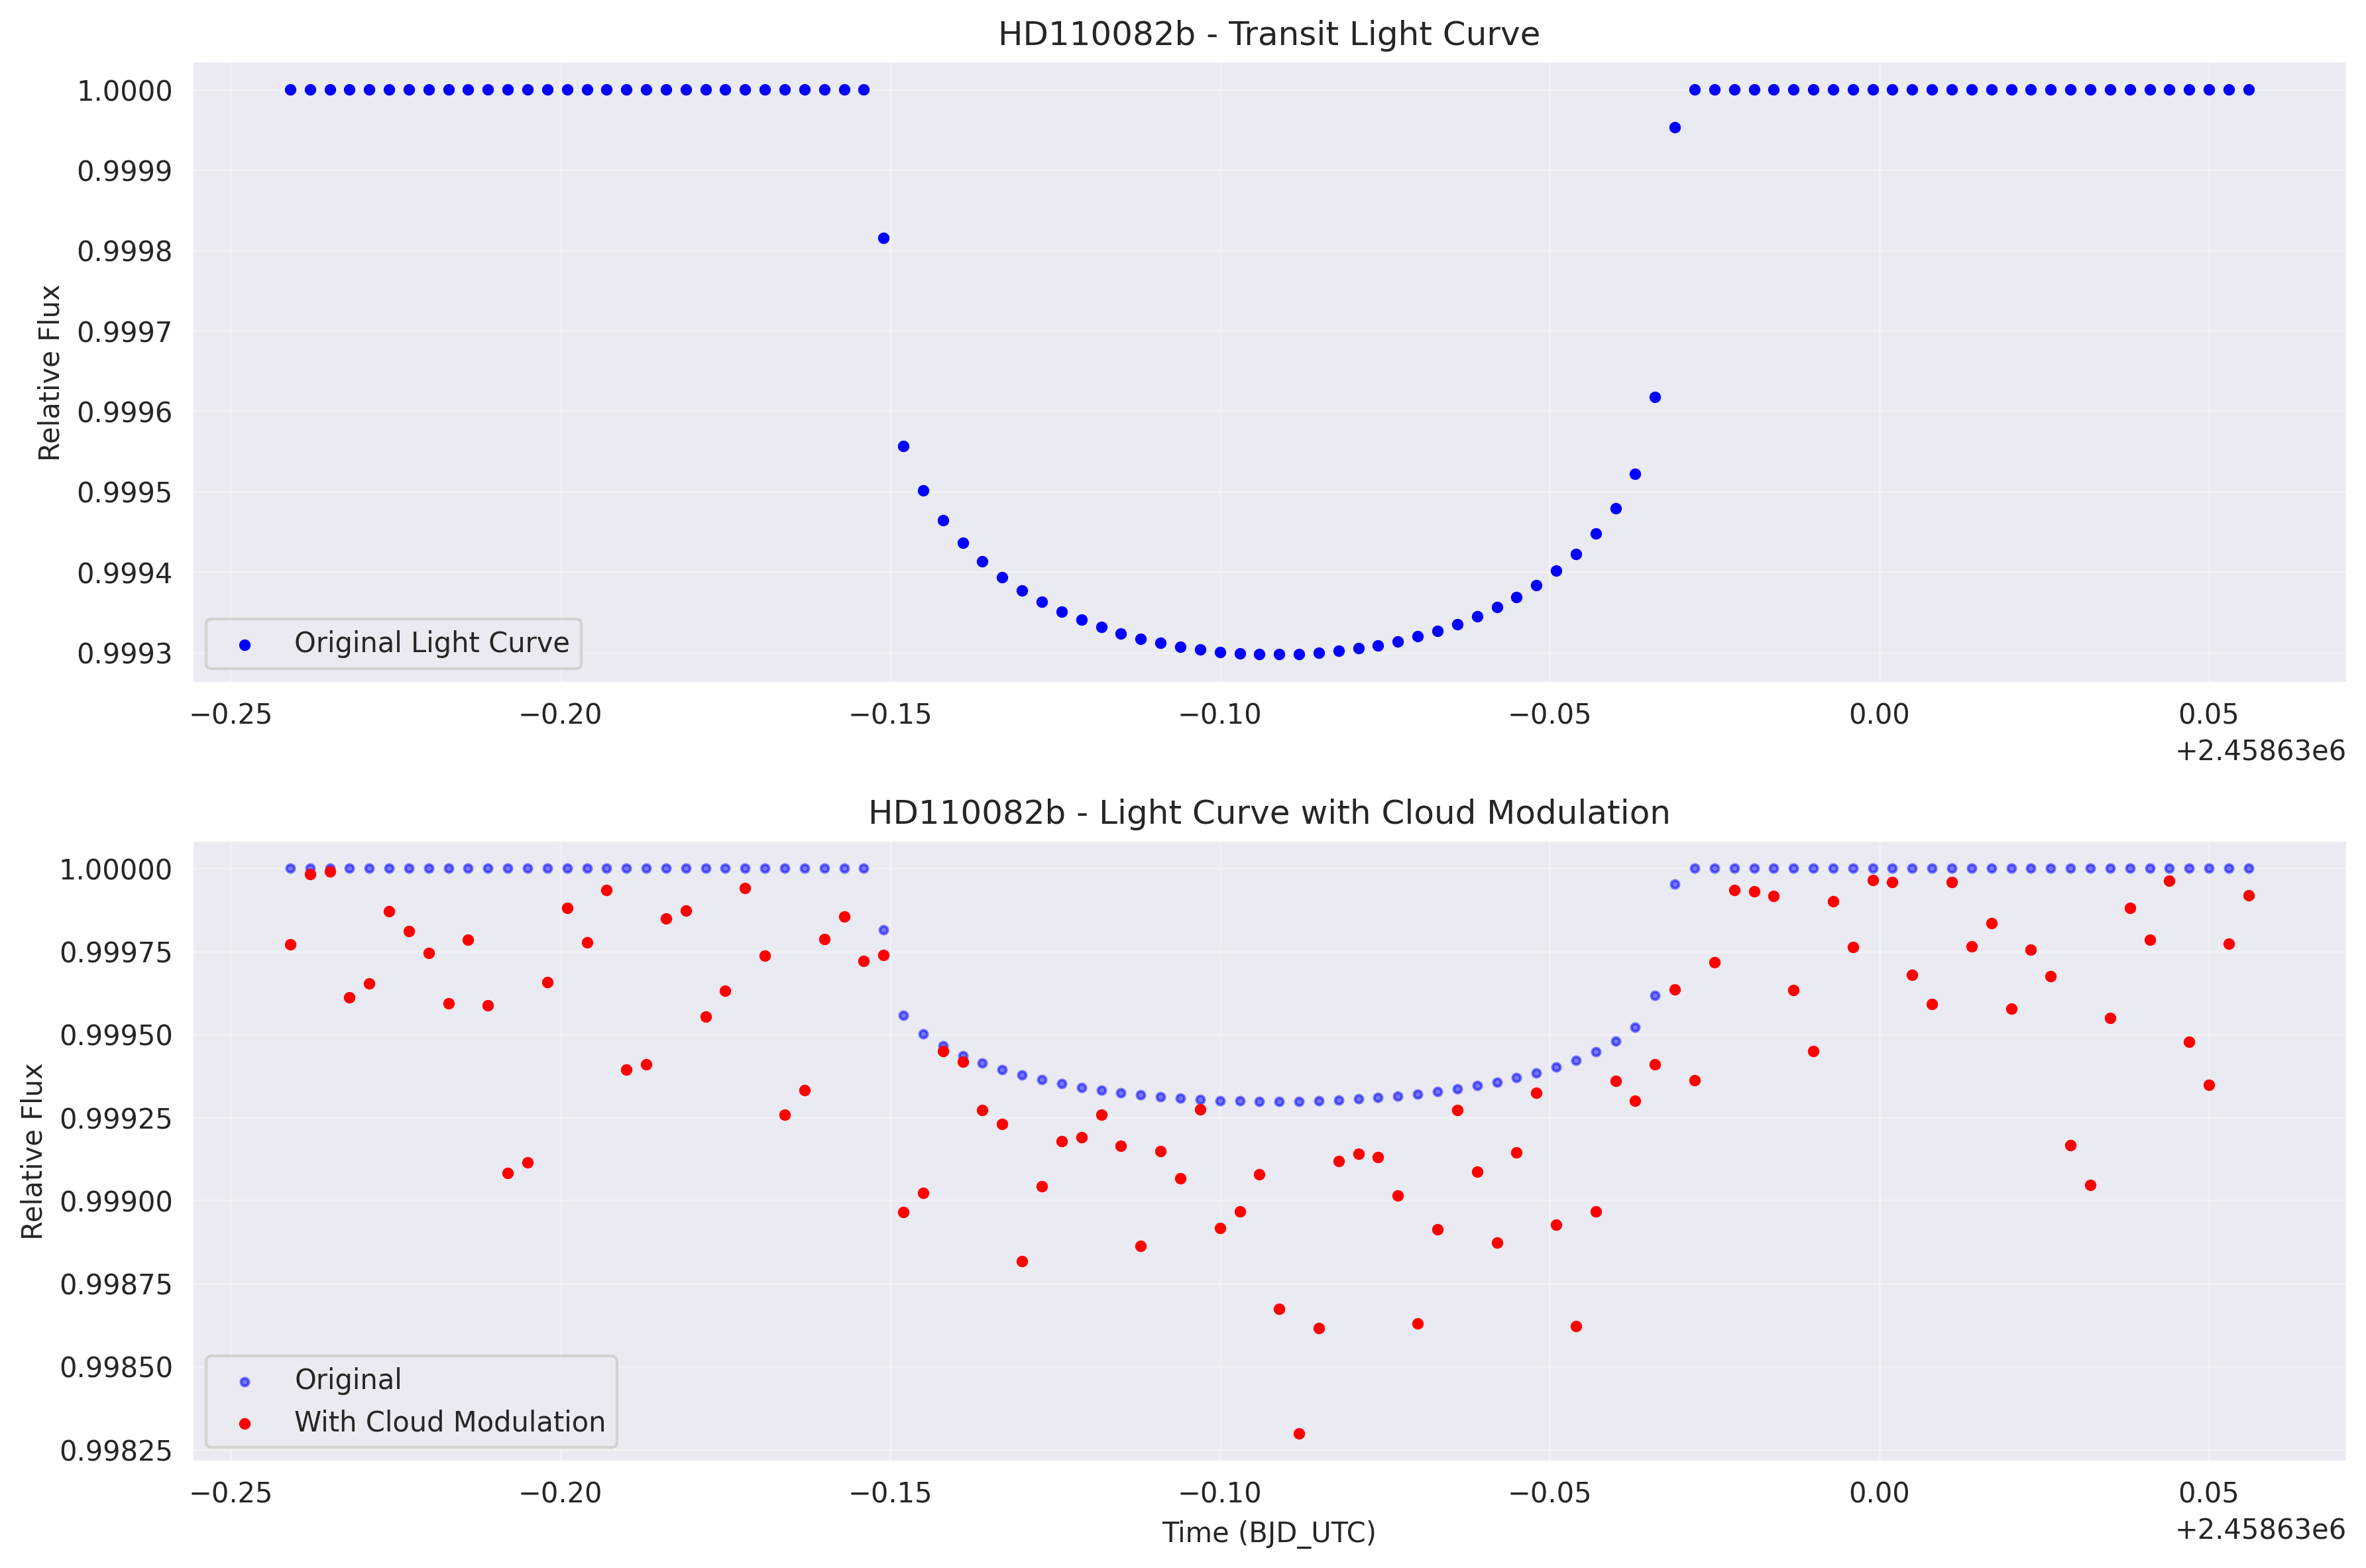 HD110082b - Transit Light Curve
Relative Flux
1.0000
0.9999
0.9998
0.9997
0.9996
0.9995
0.9994
0.9993
Original Light Curve
−0.25 −0.20 −0.15 −0.10 −0.05 0.00 0.05
+2.45863e6
HD110082b - Light Curve with Cloud Modulation
Relative Flux
1.00000
0.99975
0.99950
0.99925
0.99900
0.99875
0.99850
0.99825
Original
With Cloud Modulation
−0.25 −0.20 −0.15 −0.10 −0.05 0.00 0.05
Time (BJD_UTC)
+2.45863e6